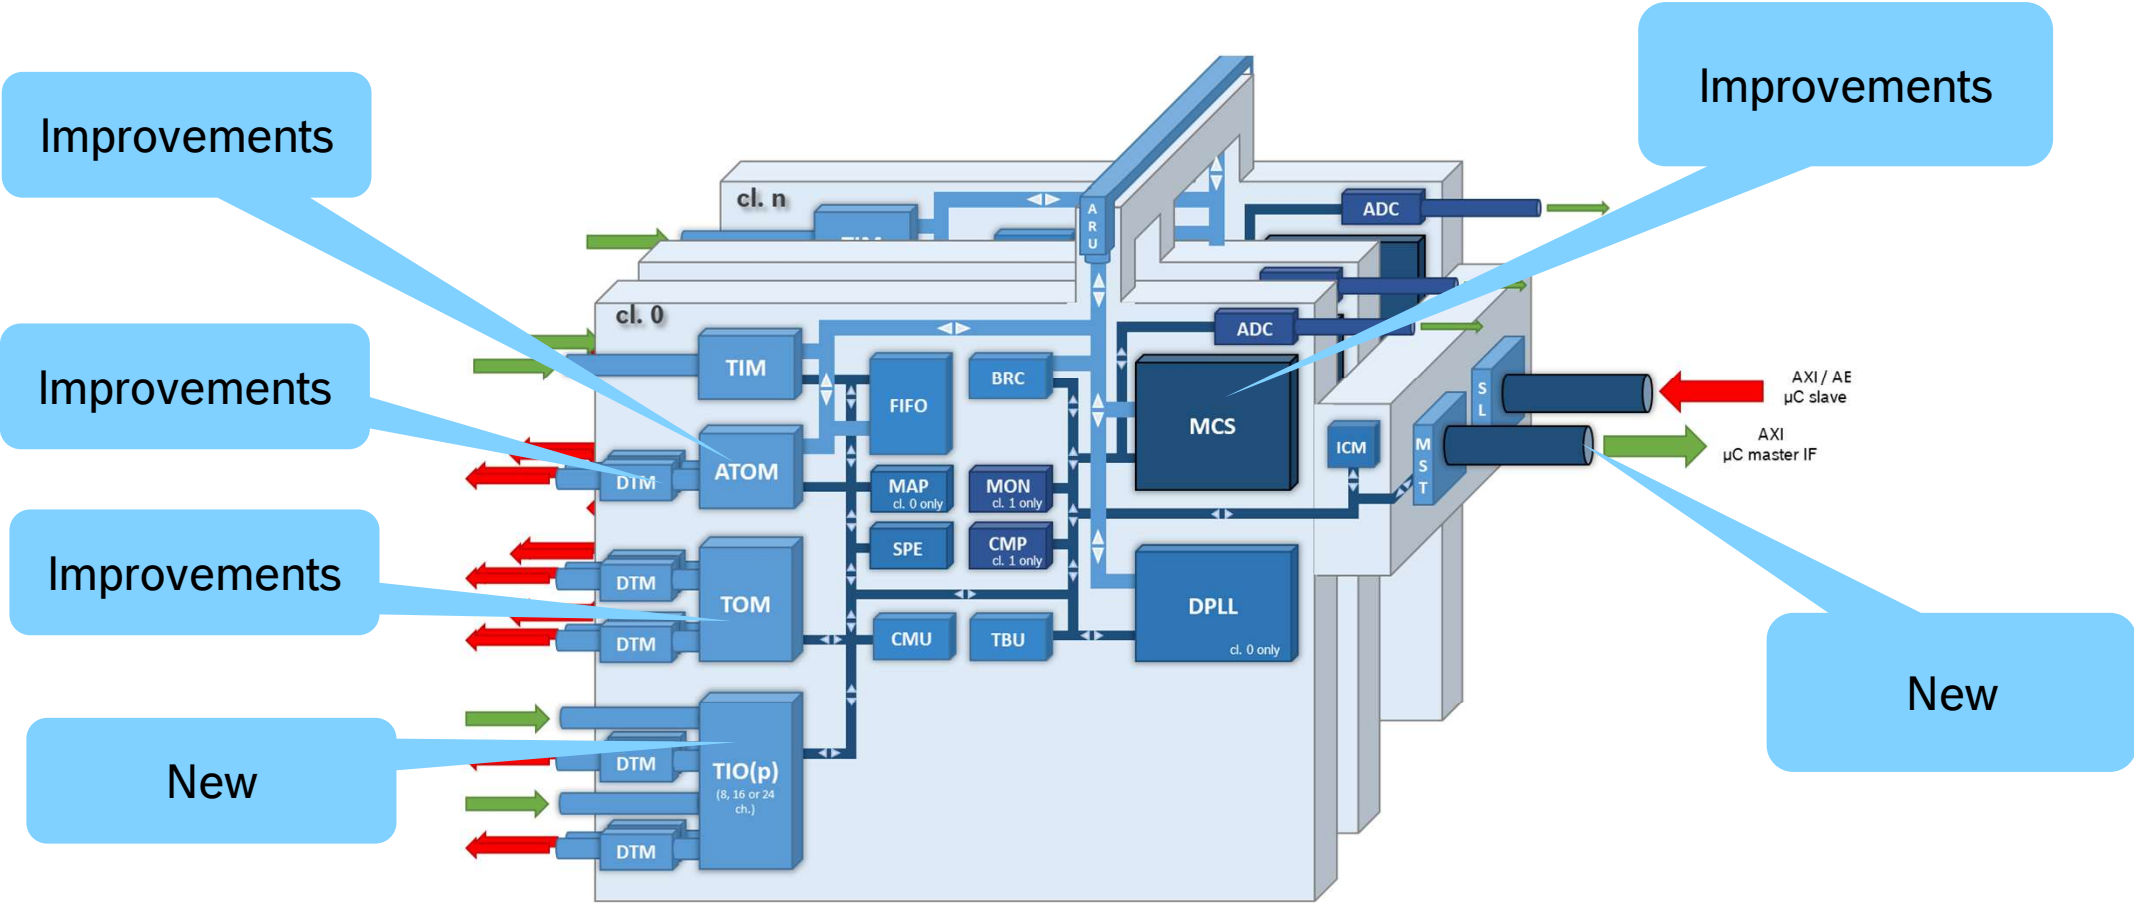 Improvements
Improvements
Improvements
New
Improvements
New
cl. n
ADC
ARU
cl. 0
ADC
TIM
FIFO
BRC
MCS
SL
AXI / AE
µC slave
AXI
µC master IF
MST
ICM
ATOM
DTM
MAP
cl. 0 only
MON
cl. 1 only
SPE
CMP
cl. 1 only
DTM
TOM
DTM
CMU
TBU
DPLL
cl. 0 only
DTM
TIO(p)
(8, 16 or 24
ch.)
DTM